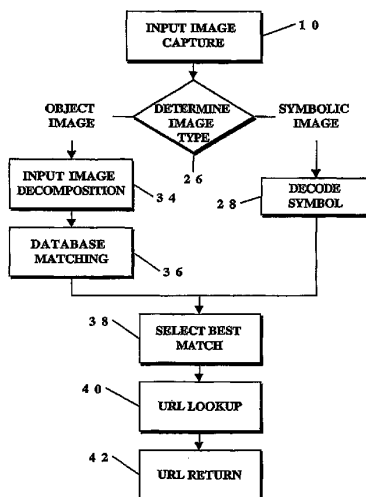 INPUT IMAGE
CAPTURE
1 0
OBJECT
IMAGE
DETERMINE
IMAGE
TYPE
SYMBOLIC
IMAGE
2 6
INPUT IMAGE
DECOMPOSITION
3 4
2 8
DECODE
SYMBOL
DATABASE
MATCHING
3 6
3 8
SELECT BEST
MATCH
4 0
URL LOOKUP
4 2
URL RETURN